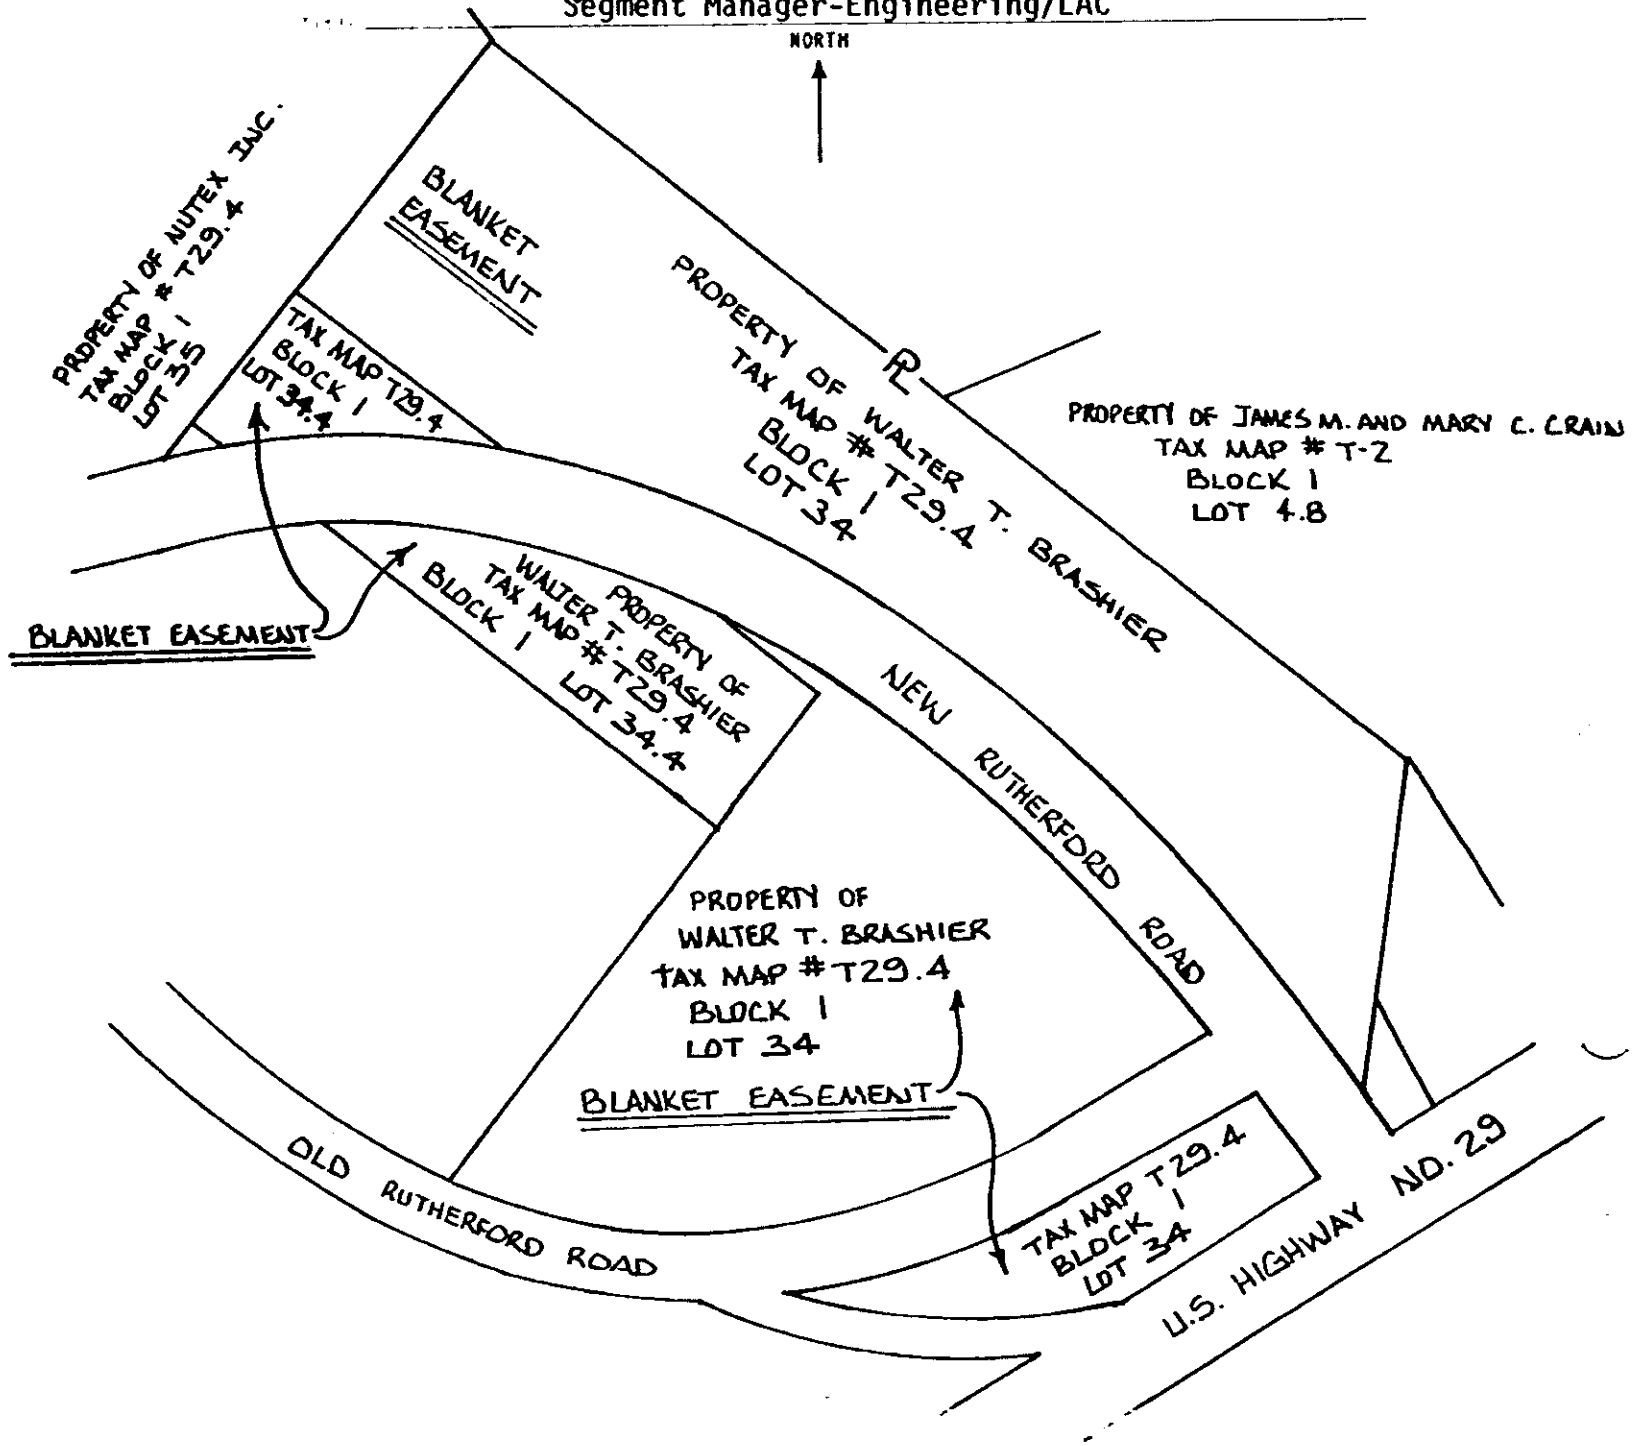 Segment Manager-Engineering/LAC
NORTH
PROPERTY OF NUTEX INC.
TAX MAP # T29.4
BLOCK 1
LOT 35
BLANKET
EASEMENT
TAX MAP T29.4
BLOCK 1
LOT 34.4
PROPERTY OF WALTER T. BRASHIER
TAX MAP # T29.4
BLOCK 1
LOT 34
PL
PROPERTY OF JAMES M. AND MARY C. CRAIN
TAX MAP # T-2
BLOCK 1
LOT 4.8
BLANKET EASEMENT
PROPERTY OF
WALTER T. BRASHIER
TAX MAP # T29.4
BLOCK 1 LOT 34.4
NEW RUTHERFORD ROAD
PROPERTY OF
WALTER T. BRASHIER
TAX MAP # T29.4
BLOCK 1
LOT 34
BLANKET EASEMENT
OLD RUTHERFORD ROAD
TAX MAP T29.4
BLOCK 1
LOT 34
U.S. HIGHWAY NO. 29